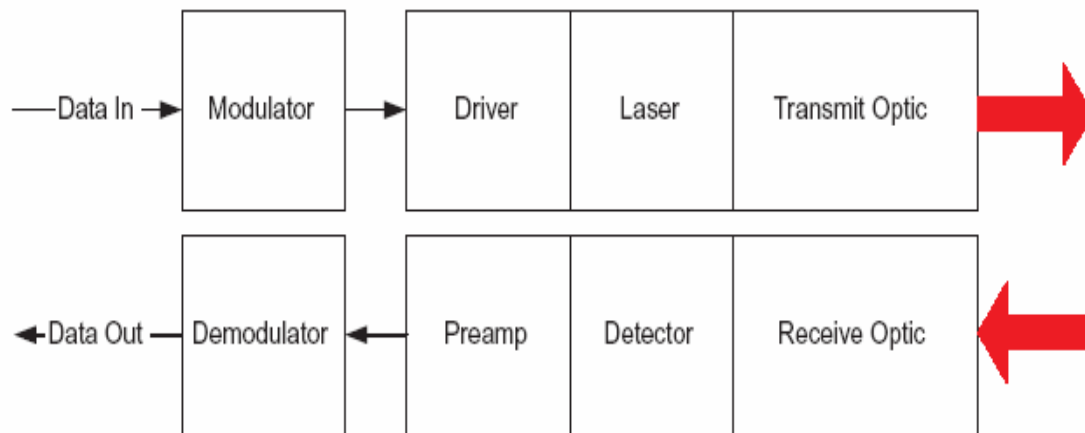 Data In Modulator Driver Laser Transmit Optic
Data Out Demodulator Preamp Detector Receive Optic